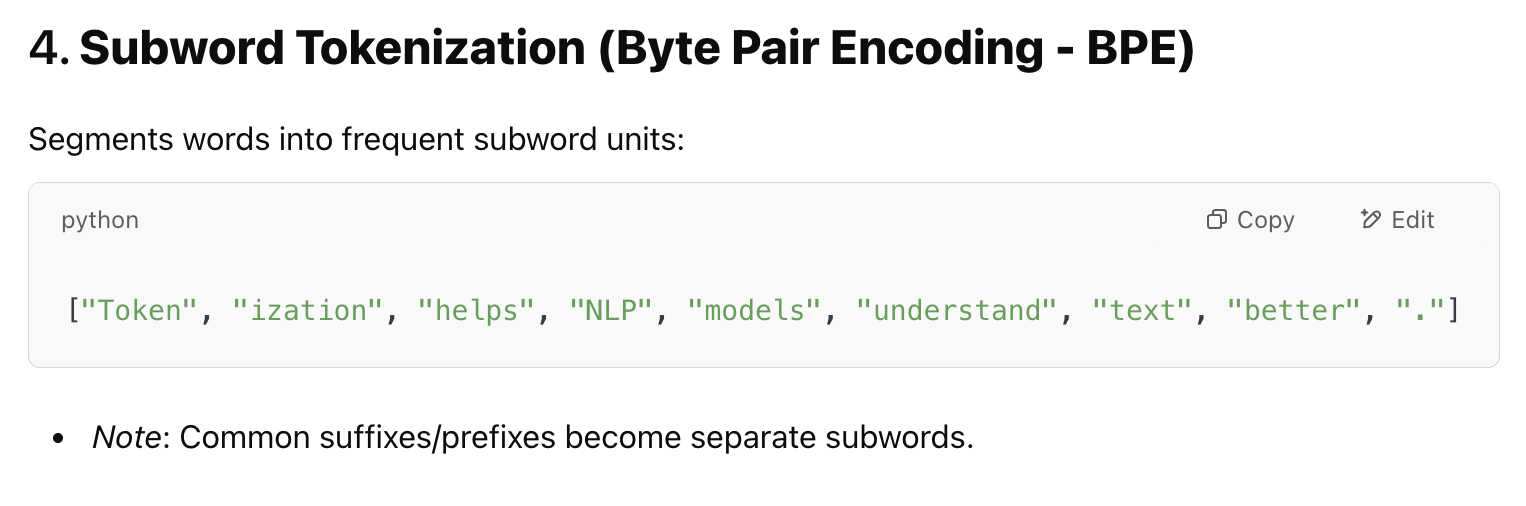 4. Subword Tokenization (Byte Pair Encoding - BPE)
Segments words into frequent subword units:
python
Copy
Edit
["Token", "ization", "helps", "NLP", "models", "understand", "text", "better", "."]
• Note: Common suffixes/prefixes become separate subwords.